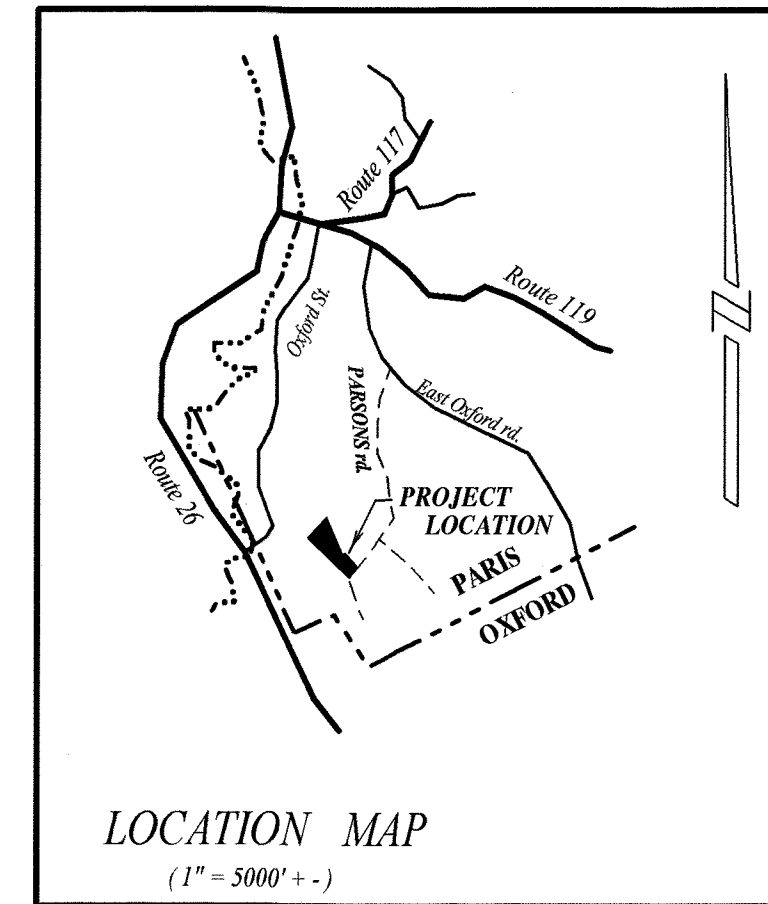 Route 117
Route 119
Oxford St.
PARSONS rd.
East Oxford rd.
Route 26
PROJECT
LOCATION
PARIS
OXFORD
N
LOCATION MAP
( 1" = 5000' + - )